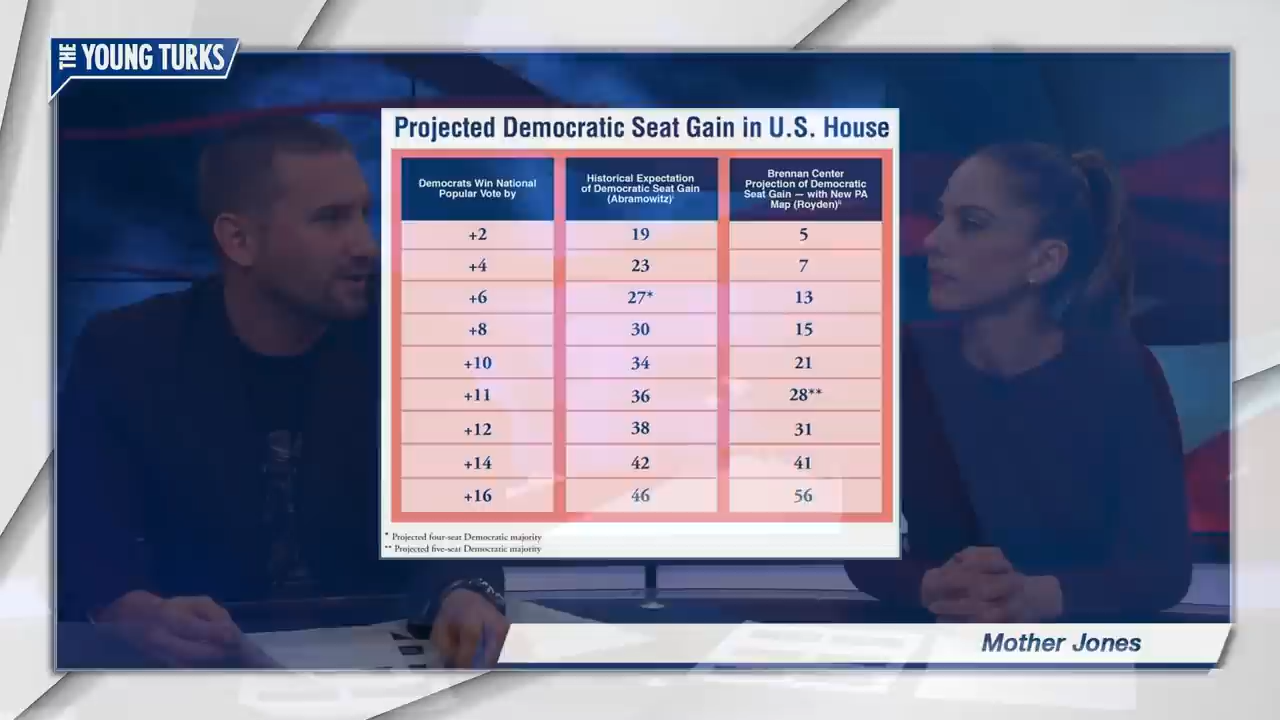 THE YOUNG TURKS
Projected Democratic Seat Gain in U.S. House
Democrats Win National
Popular Vote by
Historical Expectation
of Democratic Seat Gain
(Abramowitz)ⁱ
Brennan Center
Projection of Democratic
Seat Gain — with New PA
Map (Royden)ⁱⁱ
+2 19 5
+4 23 7
+6 27* 13
+8 30 15
+10 34 21
+11 36 28**
+12 38 31
+14 42 41
+16 46 56
* Projected four-seat Democratic majority
** Projected five-seat Democratic majority
Mother Jones